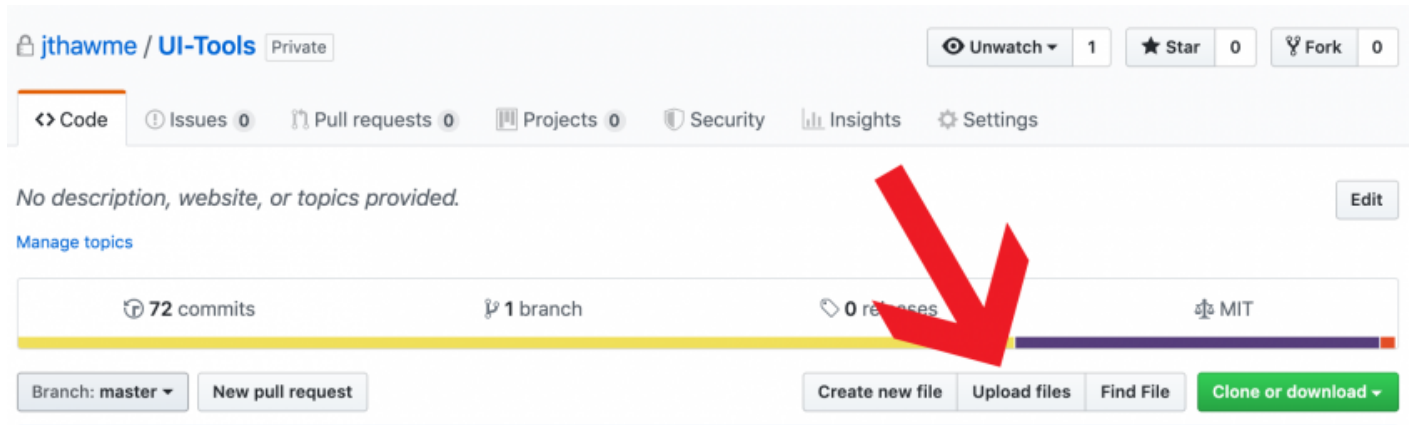 jthawme / UI-Tools Private Unwatch 1 Star 0 Fork 0
Code Issues 0 Pull requests 0 Projects 0 Security Insights Settings
No description, website, or topics provided. Edit
Manage topics
72 commits 1 branch 0 MIT
Branch: master New pull request Create new file Upload files Find File Clone or download